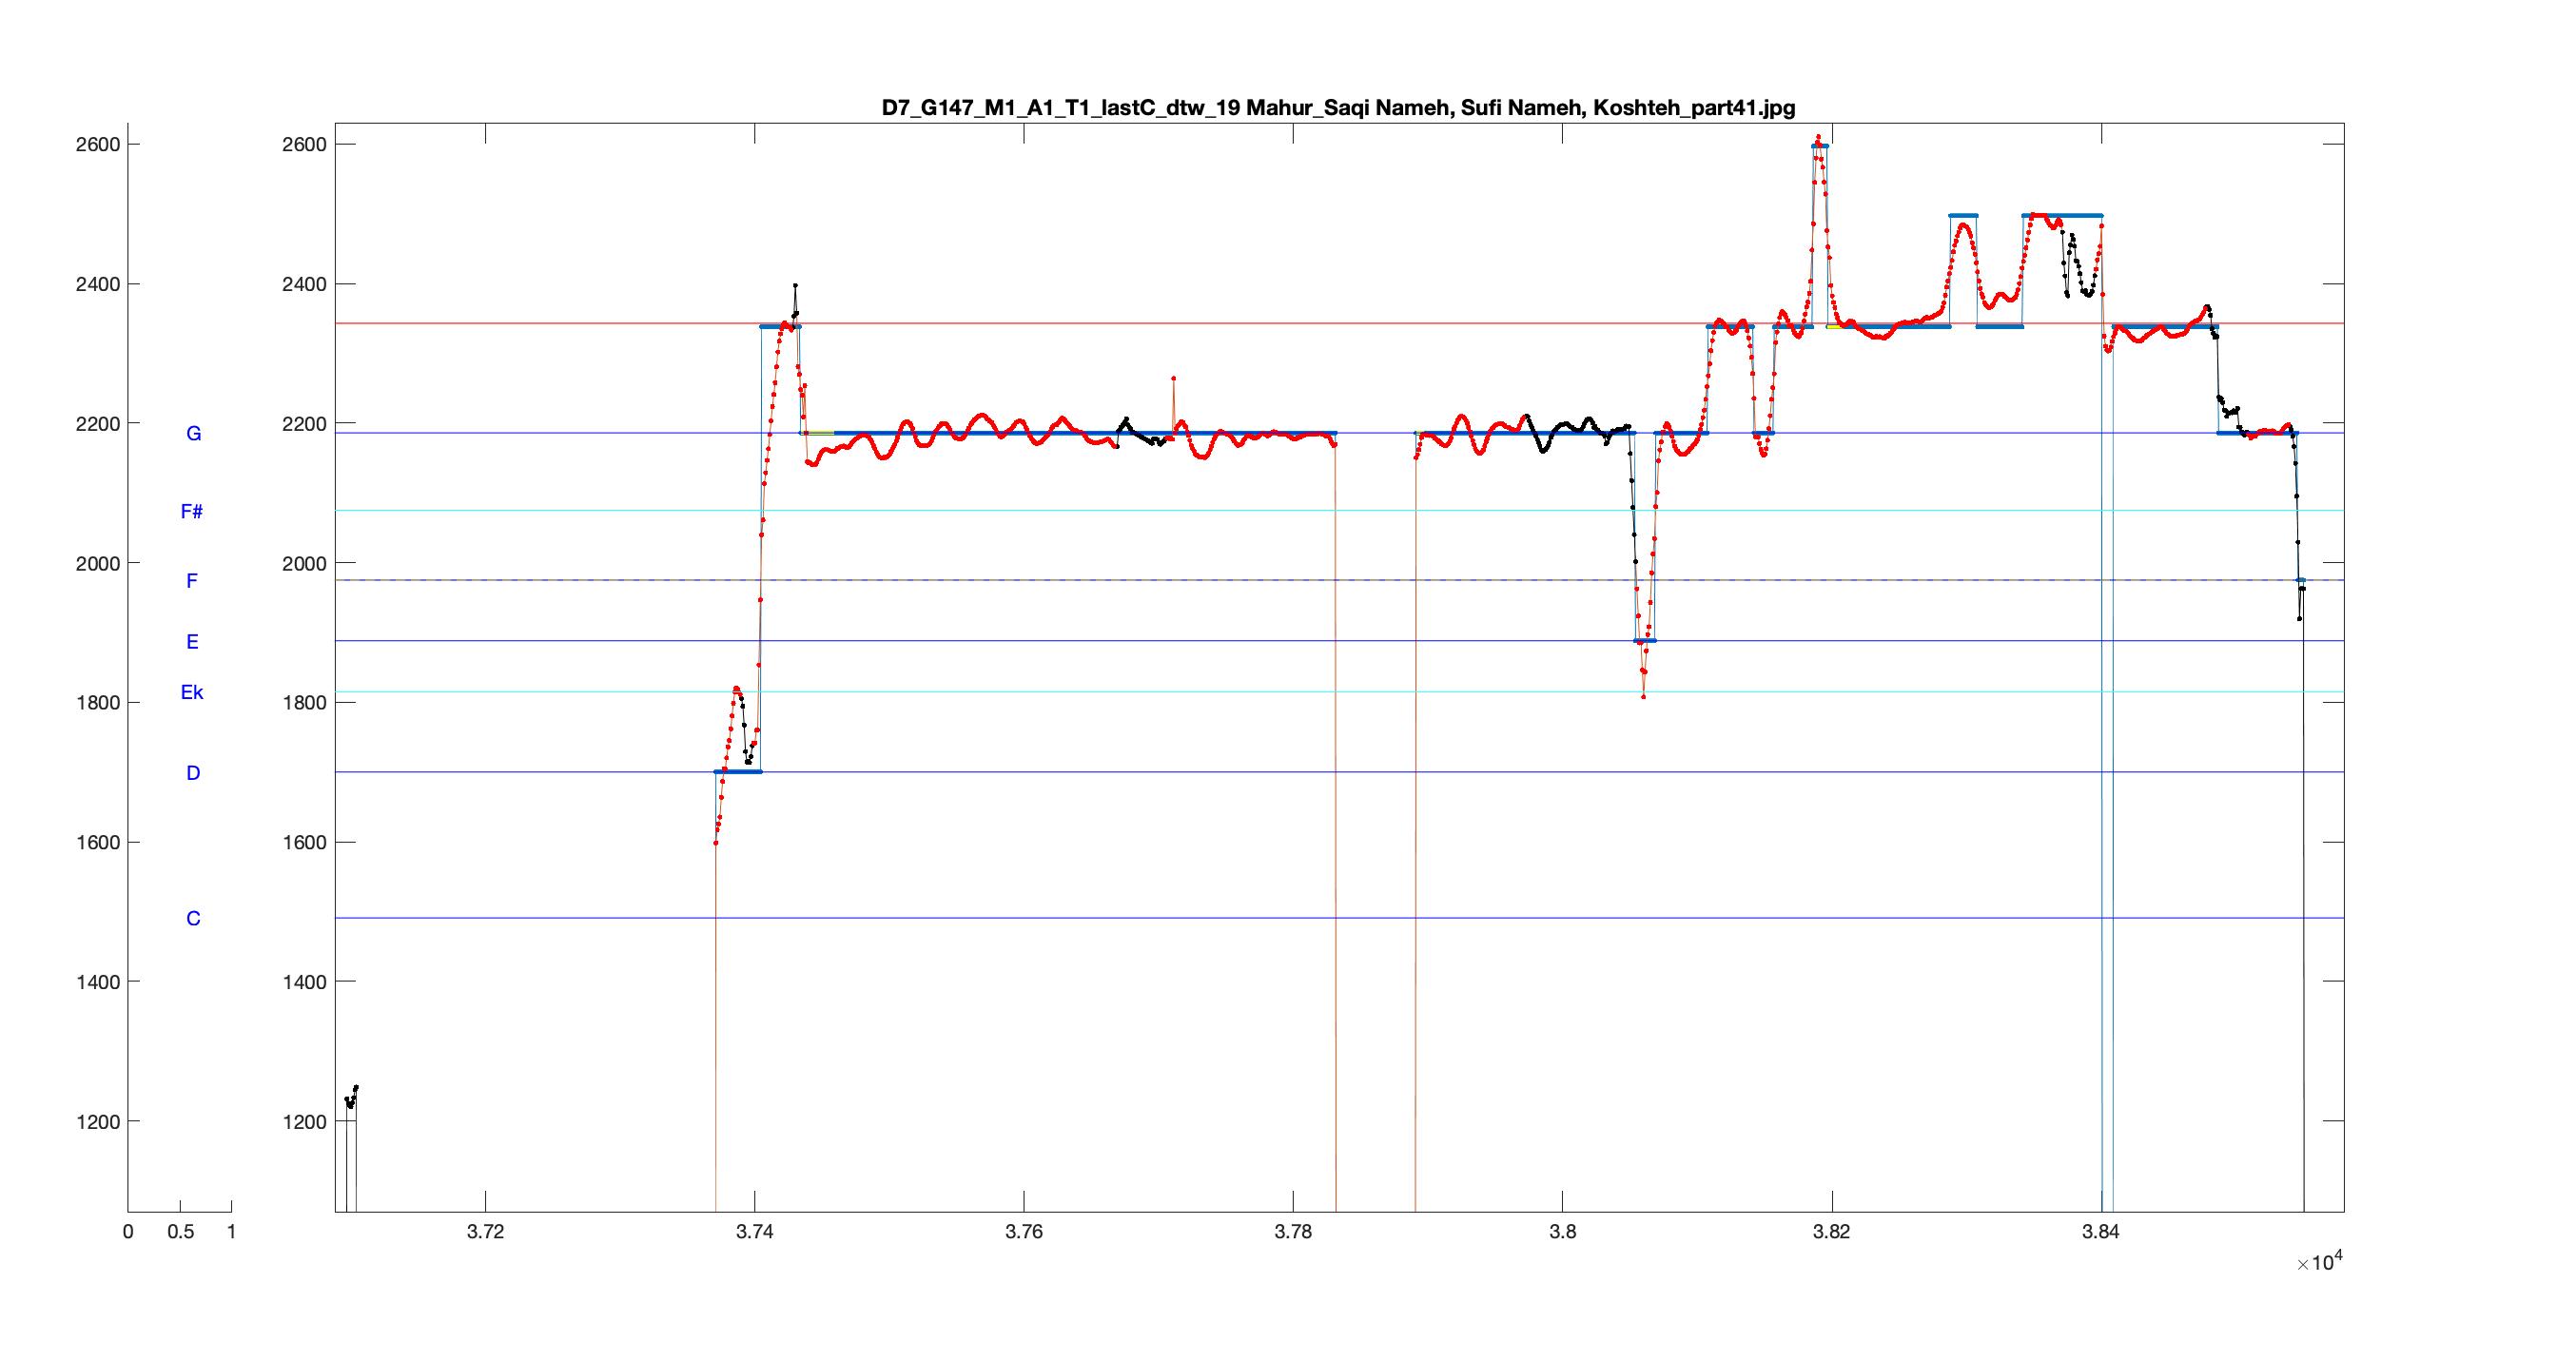 D7_G147_M1_A1_T1_lastC_dtw_19 Mahur_Saqi Nameh, Sufi Nameh, Koshteh_part41.jpg
2600 2600
2400 2400
2200 G 2200
F#
2000 2000
F
E
1800 Ek 1800
D
1600 1600
C
1400 1400
1200 1200
0 0.5 1 3.72 3.74 3.76 3.78 3.8 3.82 3.84
×10^4